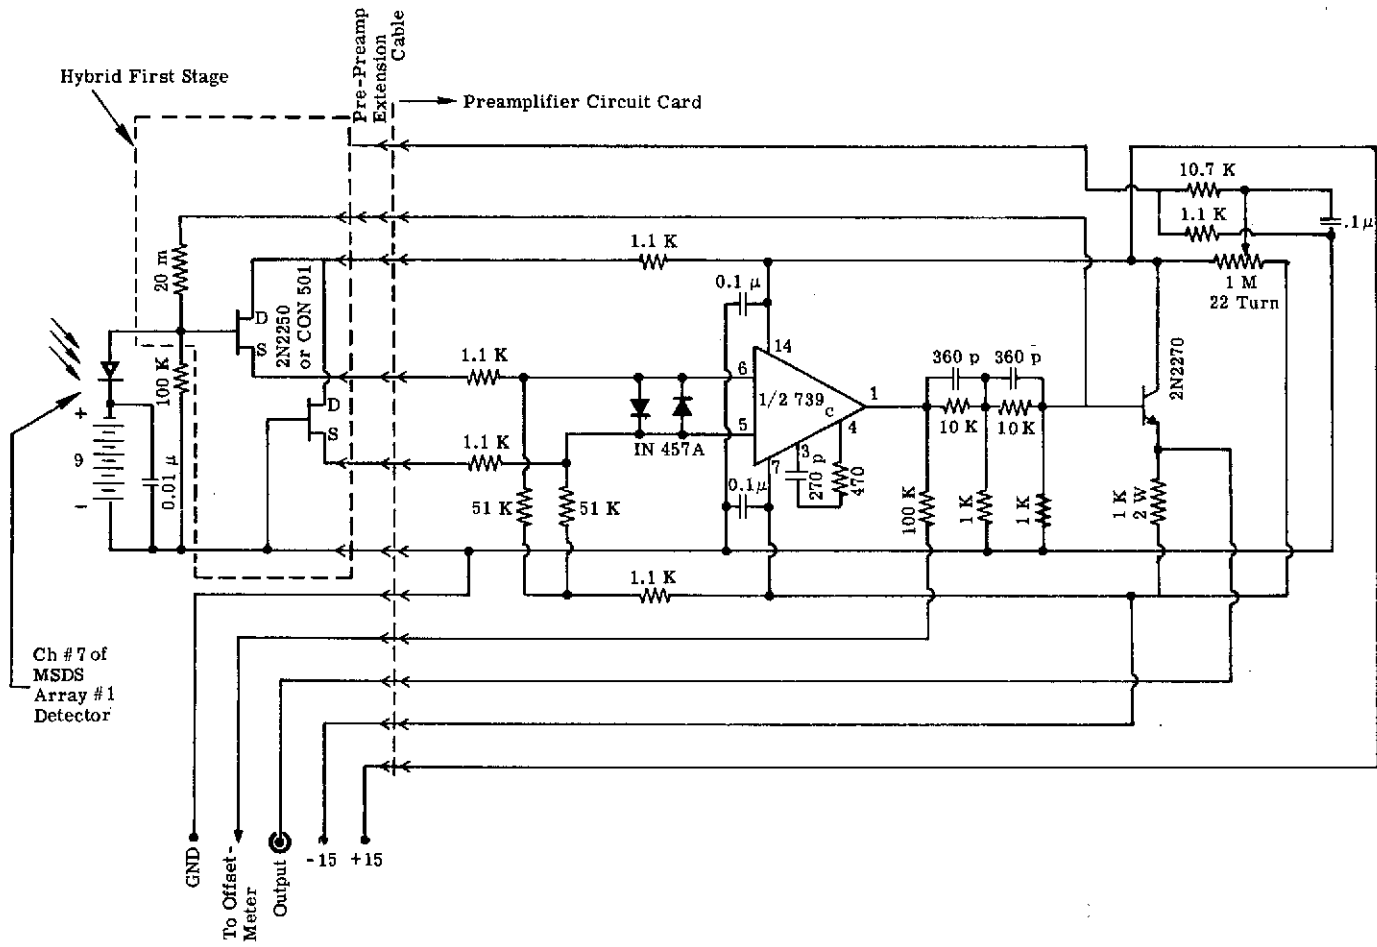 Hybrid First Stage
Pre-Preamp
Extension
Cable
Preamplifier Circuit Card
10.7 K
1.1 K
.1 μ
1 M
22 Turn
1.1 K
20 m
0.1 μ
D
S
2N2250
or CON 501
14
360 p
360 p
2N2270
100 K
1.1 K
6
1/2 739
C
1
10 K
10 K
+
9
-
0.01 μ
D
S
1.1 K
5
IN 457A
3
4
7
270 p
470
51 K
51 K
0.1 μ
100 K
1 K
1 K
1 K
2 W
1.1 K
Ch #7 of
MSDS
Array #1
Detector
GND
To Offset-
Meter
Output
-15
+15